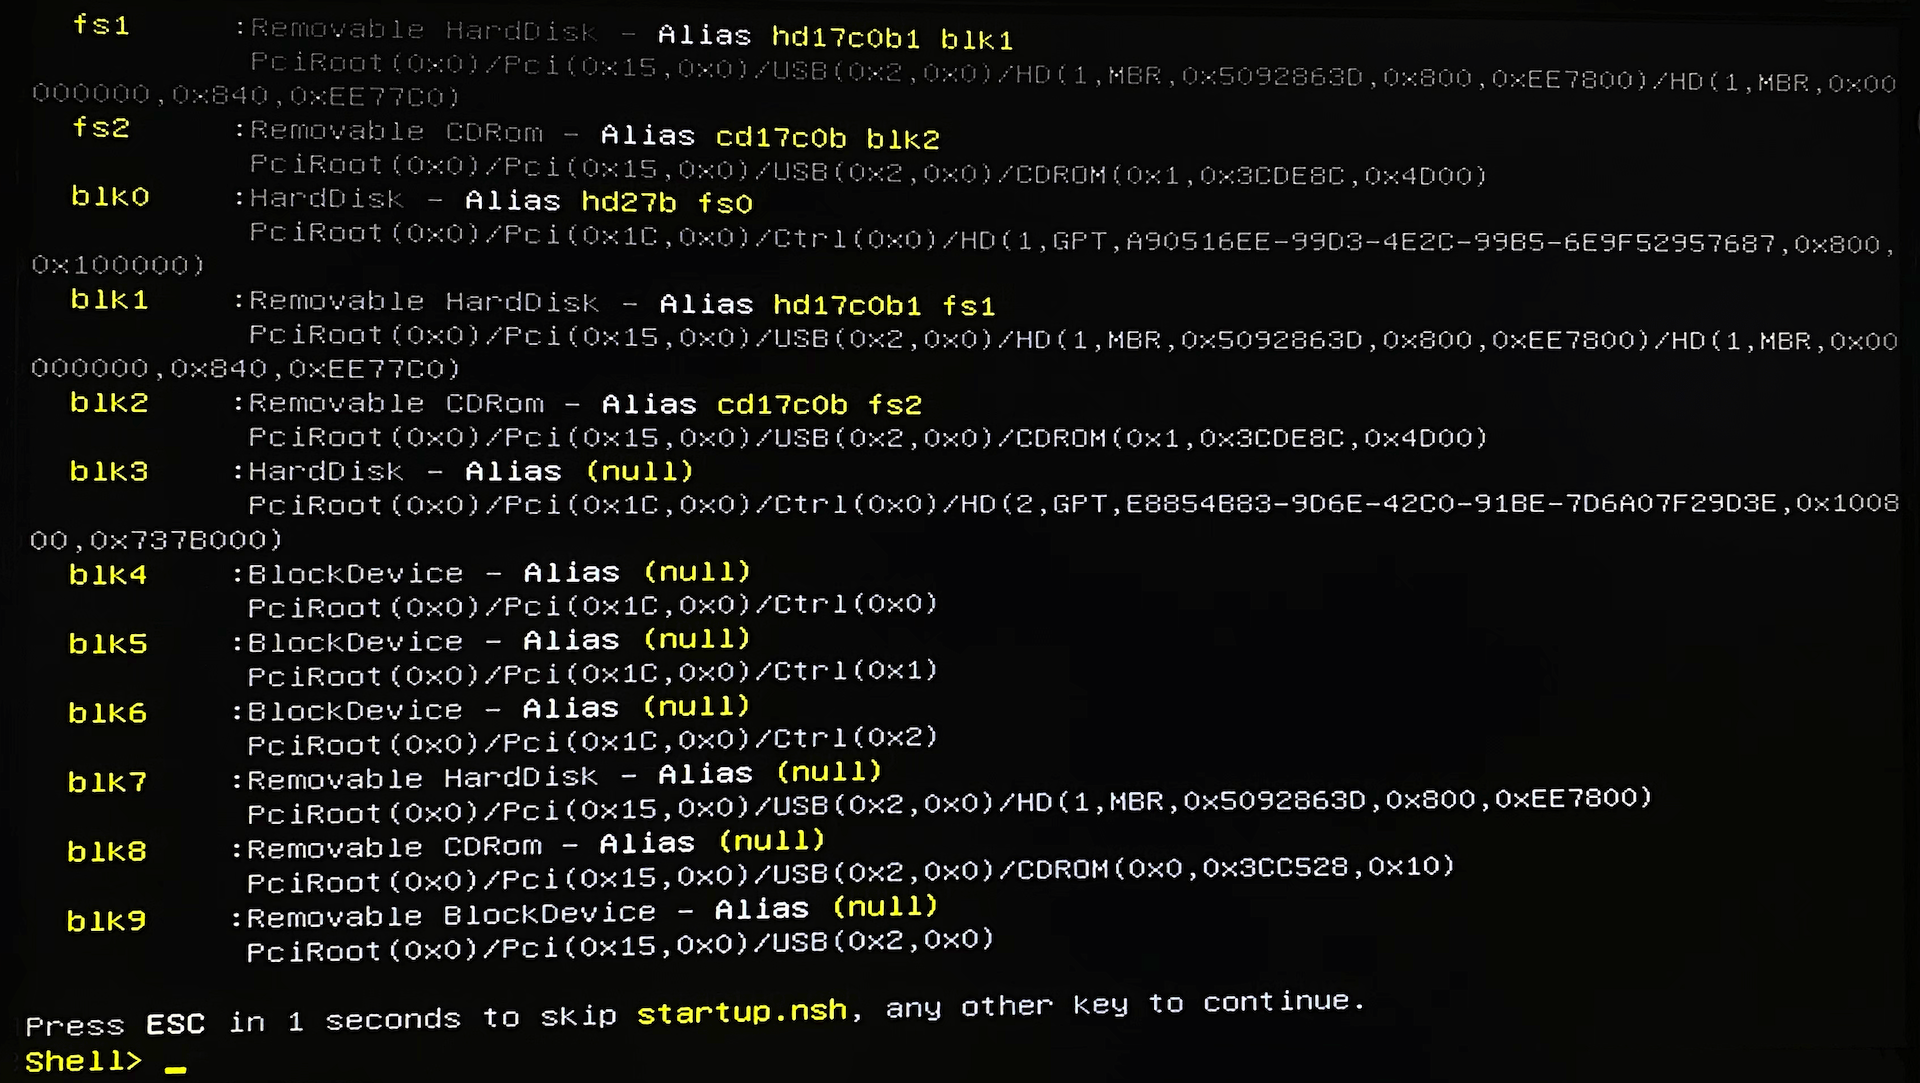 fs1 :Removable HardDisk - Alias hd17c0b1 blk1
PciRoot(0x0)/Pci(0x15,0x0)/USB(0x2,0x0)/HD(1,MBR,0x5092863D,0x800,0xEE7800)/HD(1,MBR,0x00
000000,0x840,0xEE77C0)
fs2 :Removable CDRom - Alias cd17c0b blk2
PciRoot(0x0)/Pci(0x15,0x0)/USB(0x2,0x0)/CDROM(0x1,0x3CDE8C,0x4D00)
blk0 :HardDisk - Alias hd27b fs0
PciRoot(0x0)/Pci(0x1C,0x0)/Ctrl(0x0)/HD(1,GPT,A90516EE-99D3-4E2C-99B5-6E9F52957687,0x800,
0x100000)
blk1 :Removable HardDisk - Alias hd17c0b1 fs1
PciRoot(0x0)/Pci(0x15,0x0)/USB(0x2,0x0)/HD(1,MBR,0x5092863D,0x800,0xEE7800)/HD(1,MBR,0x00
000000,0x840,0xEE77C0)
blk2 :Removable CDRom - Alias cd17c0b fs2
PciRoot(0x0)/Pci(0x15,0x0)/USB(0x2,0x0)/CDROM(0x1,0x3CDE8C,0x4D00)
blk3 :HardDisk - Alias (null)
PciRoot(0x0)/Pci(0x1C,0x0)/Ctrl(0x0)/HD(2,GPT,E8854B83-9D6E-42C0-91BE-7D6A07F29D3E,0x1008
00,0x737B000)
blk4 :BlockDevice - Alias (null)
PciRoot(0x0)/Pci(0x1C,0x0)/Ctrl(0x0)
blk5 :BlockDevice - Alias (null)
PciRoot(0x0)/Pci(0x1C,0x0)/Ctrl(0x1)
blk6 :BlockDevice - Alias (null)
PciRoot(0x0)/Pci(0x1C,0x0)/Ctrl(0x2)
blk7 :Removable HardDisk - Alias (null)
PciRoot(0x0)/Pci(0x15,0x0)/USB(0x2,0x0)/HD(1,MBR,0x5092863D,0x800,0xEE7800)
blk8 :Removable CDRom - Alias (null)
PciRoot(0x0)/Pci(0x15,0x0)/USB(0x2,0x0)/CDROM(0x0,0x3CC528,0x10)
blk9 :Removable BlockDevice - Alias (null)
PciRoot(0x0)/Pci(0x15,0x0)/USB(0x2,0x0)
Press ESC in 1 seconds to skip startup.nsh, any other key to continue.
Shell> _